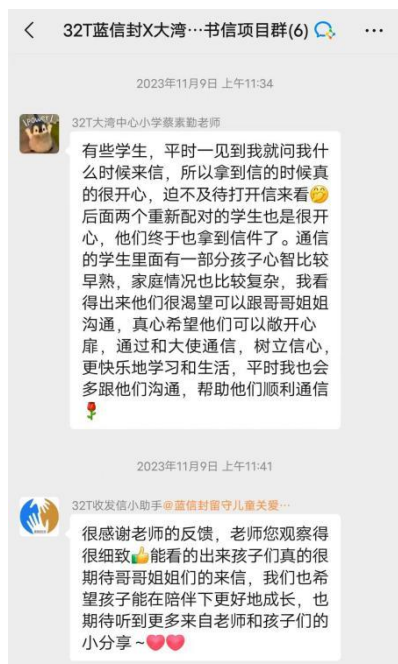 32T蓝信封X大湾…书信项目群(6)
2023年11月9日 上午11:34
32T大湾中心小学蔡素勤老师
有些学生，平时一见到我就问我什
么时候来信，所以拿到信的时候真
的很开心，迫不及待打开信来看
后面两个重新配对的学生也是很开
心，他们终于也拿到信件了。通信
的学生里面有一部分孩子心智比较
早熟，家庭情况也比较复杂，我看
得出来他们很渴望可以跟哥哥姐姐
沟通，真心希望他们可以敞开心
扉，通过和大使通信，树立信心，
更快乐地学习和生活，平时我也会
多跟他们沟通，帮助他们顺利通信
2023年11月9日 上午11:41
32T收发信小助手@蓝信封留守儿童关爱…
很感谢老师的反馈，老师您观察得
很细致能看的出来孩子们真的很
期待哥哥姐姐们的来信，我们也希
望孩子能在陪伴下更好地成长，也
期待听到更多来自老师和孩子们的
小分享~